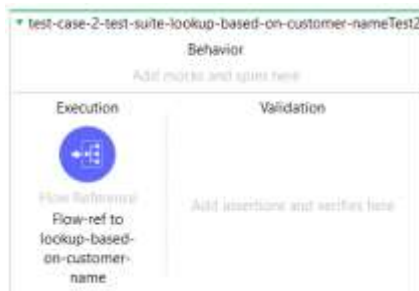 test-case-2-test-suite-lookup-based-on-customer-nameTest2
Behavior
Add mocks and spies here
Execution
Validation
Flow Reference
Add assertions and verifies here
Flow-ref to
lookup-based-
on-customer-
name